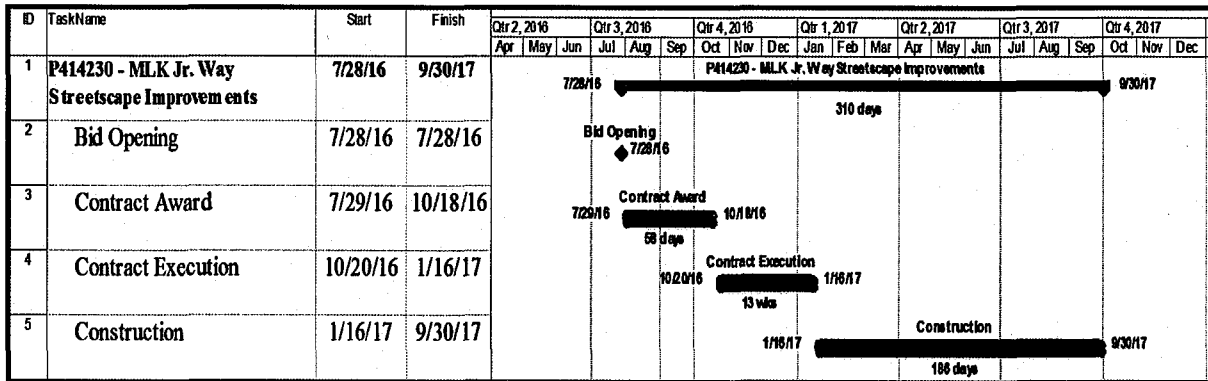 ID TaskName Start Finish Qtr 2, 2016 Qtr 3, 2016 Qtr 4, 2016 Qtr 1, 2017 Qtr 2, 2017 Qtr 3, 2017 Qtr 4, 2017
Apr May Jun Jul Aug Sep Oct Nov Dec Jan Feb Mar Apr May Jun Jul Aug Sep Oct Nov Dec
1 P414230 - MLK Jr. Way 7/28/16 9/30/17
Streetscape Improvements
P414230 - MLK Jr. Way Streetscape Improvements
7/28/16 9/30/17
310 days
2 Bid Opening 7/28/16 7/28/16
Bid Opening
7/28/16
3 Contract Award 7/29/16 10/18/16
Contract Award
7/29/16 10/18/16
58 days
4 Contract Execution 10/20/16 1/16/17
Contract Execution
10/20/16 1/16/17
13 wks
5 Construction 1/16/17 9/30/17
Construction
1/16/17 9/30/17
186 days